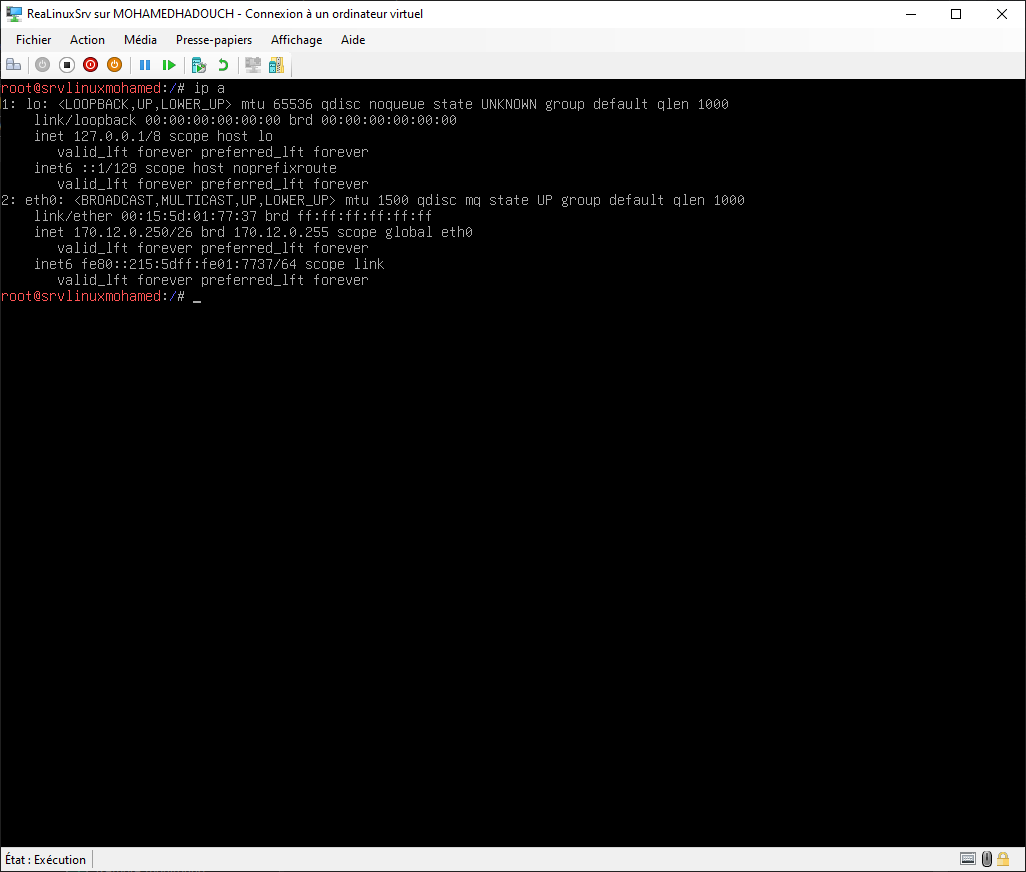 ReaLinuxSrv sur MOHAMEDHADOUCH - Connexion à un ordinateur virtuel
Fichier Action Média Presse-papiers Affichage Aide
root@srvlinuxmohamed:/# ip a
1: lo: <LOOPBACK,UP,LOWER_UP> mtu 65536 qdisc noqueue state UNKNOWN group default qlen 1000
    link/loopback 00:00:00:00:00:00 brd 00:00:00:00:00:00
    inet 127.0.0.1/8 scope host lo
       valid_lft forever preferred_lft forever
    inet6 ::1/128 scope host noprefixroute
       valid_lft forever preferred_lft forever
2: eth0: <BROADCAST,MULTICAST,UP,LOWER_UP> mtu 1500 qdisc mq state UP group default qlen 1000
    link/ether 00:15:5d:01:77:37 brd ff:ff:ff:ff:ff:ff
    inet 170.12.0.250/26 brd 170.12.0.255 scope global eth0
       valid_lft forever preferred_lft forever
    inet6 fe80::215:5dff:fe01:7737/64 scope link
       valid_lft forever preferred_lft forever
root@srvlinuxmohamed:/# _
État : Exécution